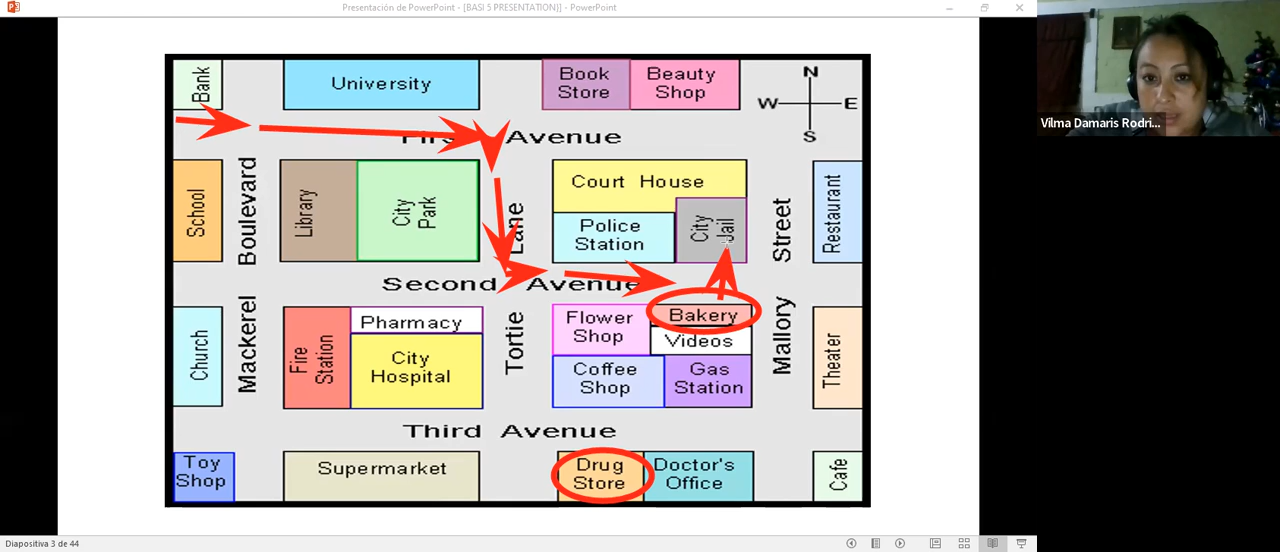 Presentación de PowerPoint - [BASI 5 PRESENTATION)] - PowerPoint
Vilma Damaris Rodri...
Bank
University
Book
Store
Beauty
Shop
N
W
E
S
First Avenue
School
Boulevard
Library
City
Park
Lane
Court House
Police
Station
City
Jail
Street
Restaurant
Second Avenue
Church
Mackerel
Fire
Station
Pharmacy
City
Hospital
Tortie
Flower
Shop
Bakery
Videos
Coffee
Shop
Gas
Station
Mallory
Theater
Third Avenue
Toy
Shop
Supermarket
Drug
Store
Doctor's
Office
Cafe
Diapositiva 3 de 44